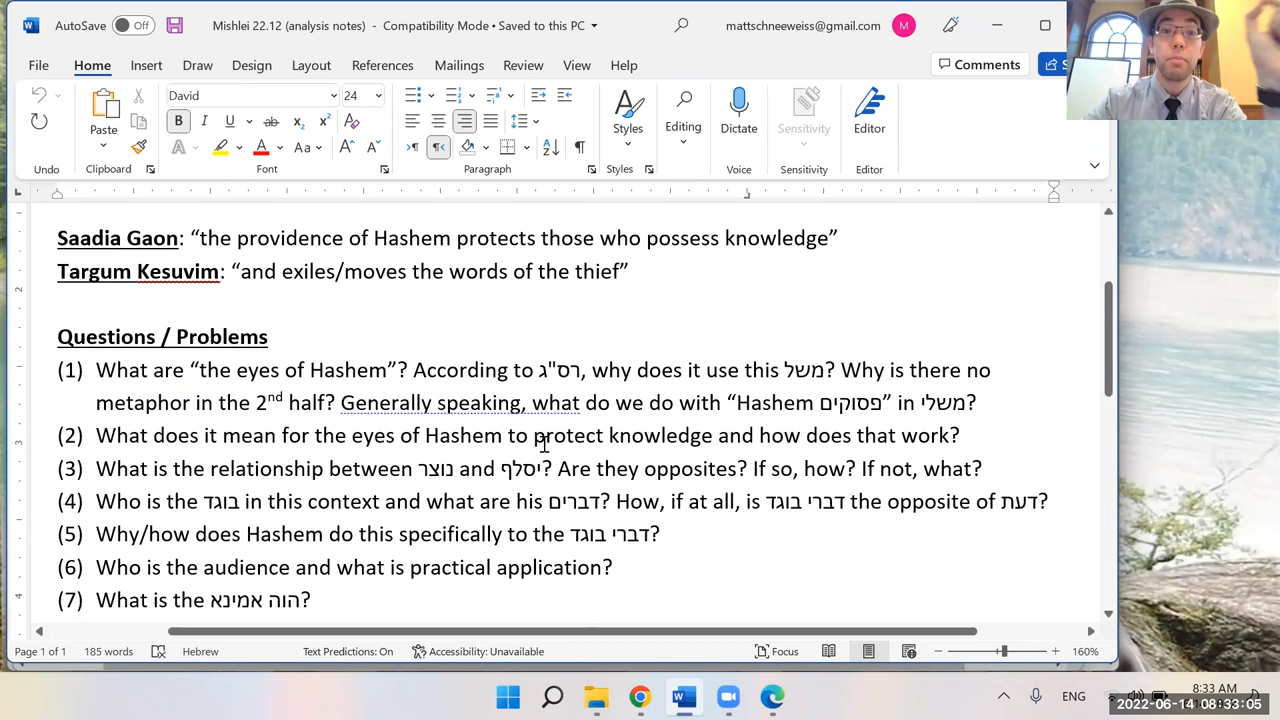 AutoSave Off Mishlei 22.12 (analysis notes) - Compatibility Mode • Saved to this PC mattschneeweiss@gmail.com M
File Home Insert Draw Design Layout References Mailings Review View Help Comments S
David 24
Paste Styles Editing Dictate Sensitivity Editor
Undo Clipboard Font Paragraph Styles Voice Sensitivity Editor
Saadia Gaon: “the providence of Hashem protects those who possess knowledge”
Targum Kesuvim: “and exiles/moves the words of the thief”
Questions / Problems
(1) What are “the eyes of Hashem”? According to רס"ג, why does it use this משל? Why is there no
metaphor in the 2nd half? Generally speaking, what do we do with “Hashem פסוקים” in משלי?
(2) What does it mean for the eyes of Hashem to protect knowledge and how does that work?
(3) What is the relationship between נוצר and יסלף? Are they opposites? If so, how? If not, what?
(4) Who is the בוגד in this context and what are his דברים? How, if at all, is דברי בוגד the opposite of דעת?
(5) Why/how does Hashem do this specifically to the דברי בוגד?
(6) Who is the audience and what is practical application?
(7) What is the הוה אמינא?
Page 1 of 1 185 words Hebrew Text Predictions: On Accessibility: Unavailable Focus 160%
ENG 8:33 AM
2022-06-14 08:33:05